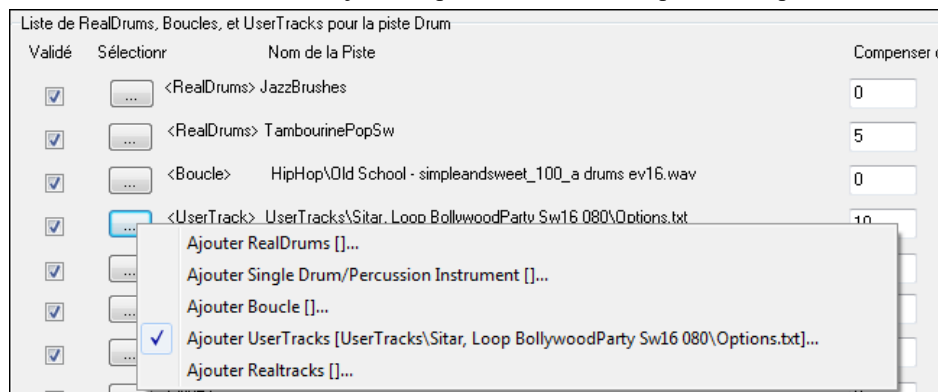 Liste de RealDrums, Boucles, et UserTracks pour la piste Drum
Validé Sélectionr Nom de la Piste Compenser
... <RealDrums> JazzBrushes 0
... <RealDrums> TambourinePopSw 5
... <Boucle> HipHop\Old School - simpleandsweet_100_a drums ev16.wav 0
... <UserTrack> UserTracks\Sitar, Loop BollywoodParty Sw16 080\Options.txt 10
Ajouter RealDrums []...
Ajouter Single Drum/Percussion Instrument []...
Ajouter Boucle []...
Ajouter UserTracks [UserTracks\Sitar, Loop BollywoodParty Sw16 080\Options.txt]...
Ajouter Realtracks []...